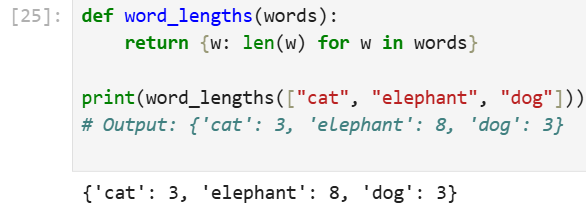 [25]: def word_lengths(words):
    return {w: len(w) for w in words}
print(word_lengths(["cat", "elephant", "dog"]))
# Output: {'cat': 3, 'elephant': 8, 'dog': 3}
{'cat': 3, 'elephant': 8, 'dog': 3}